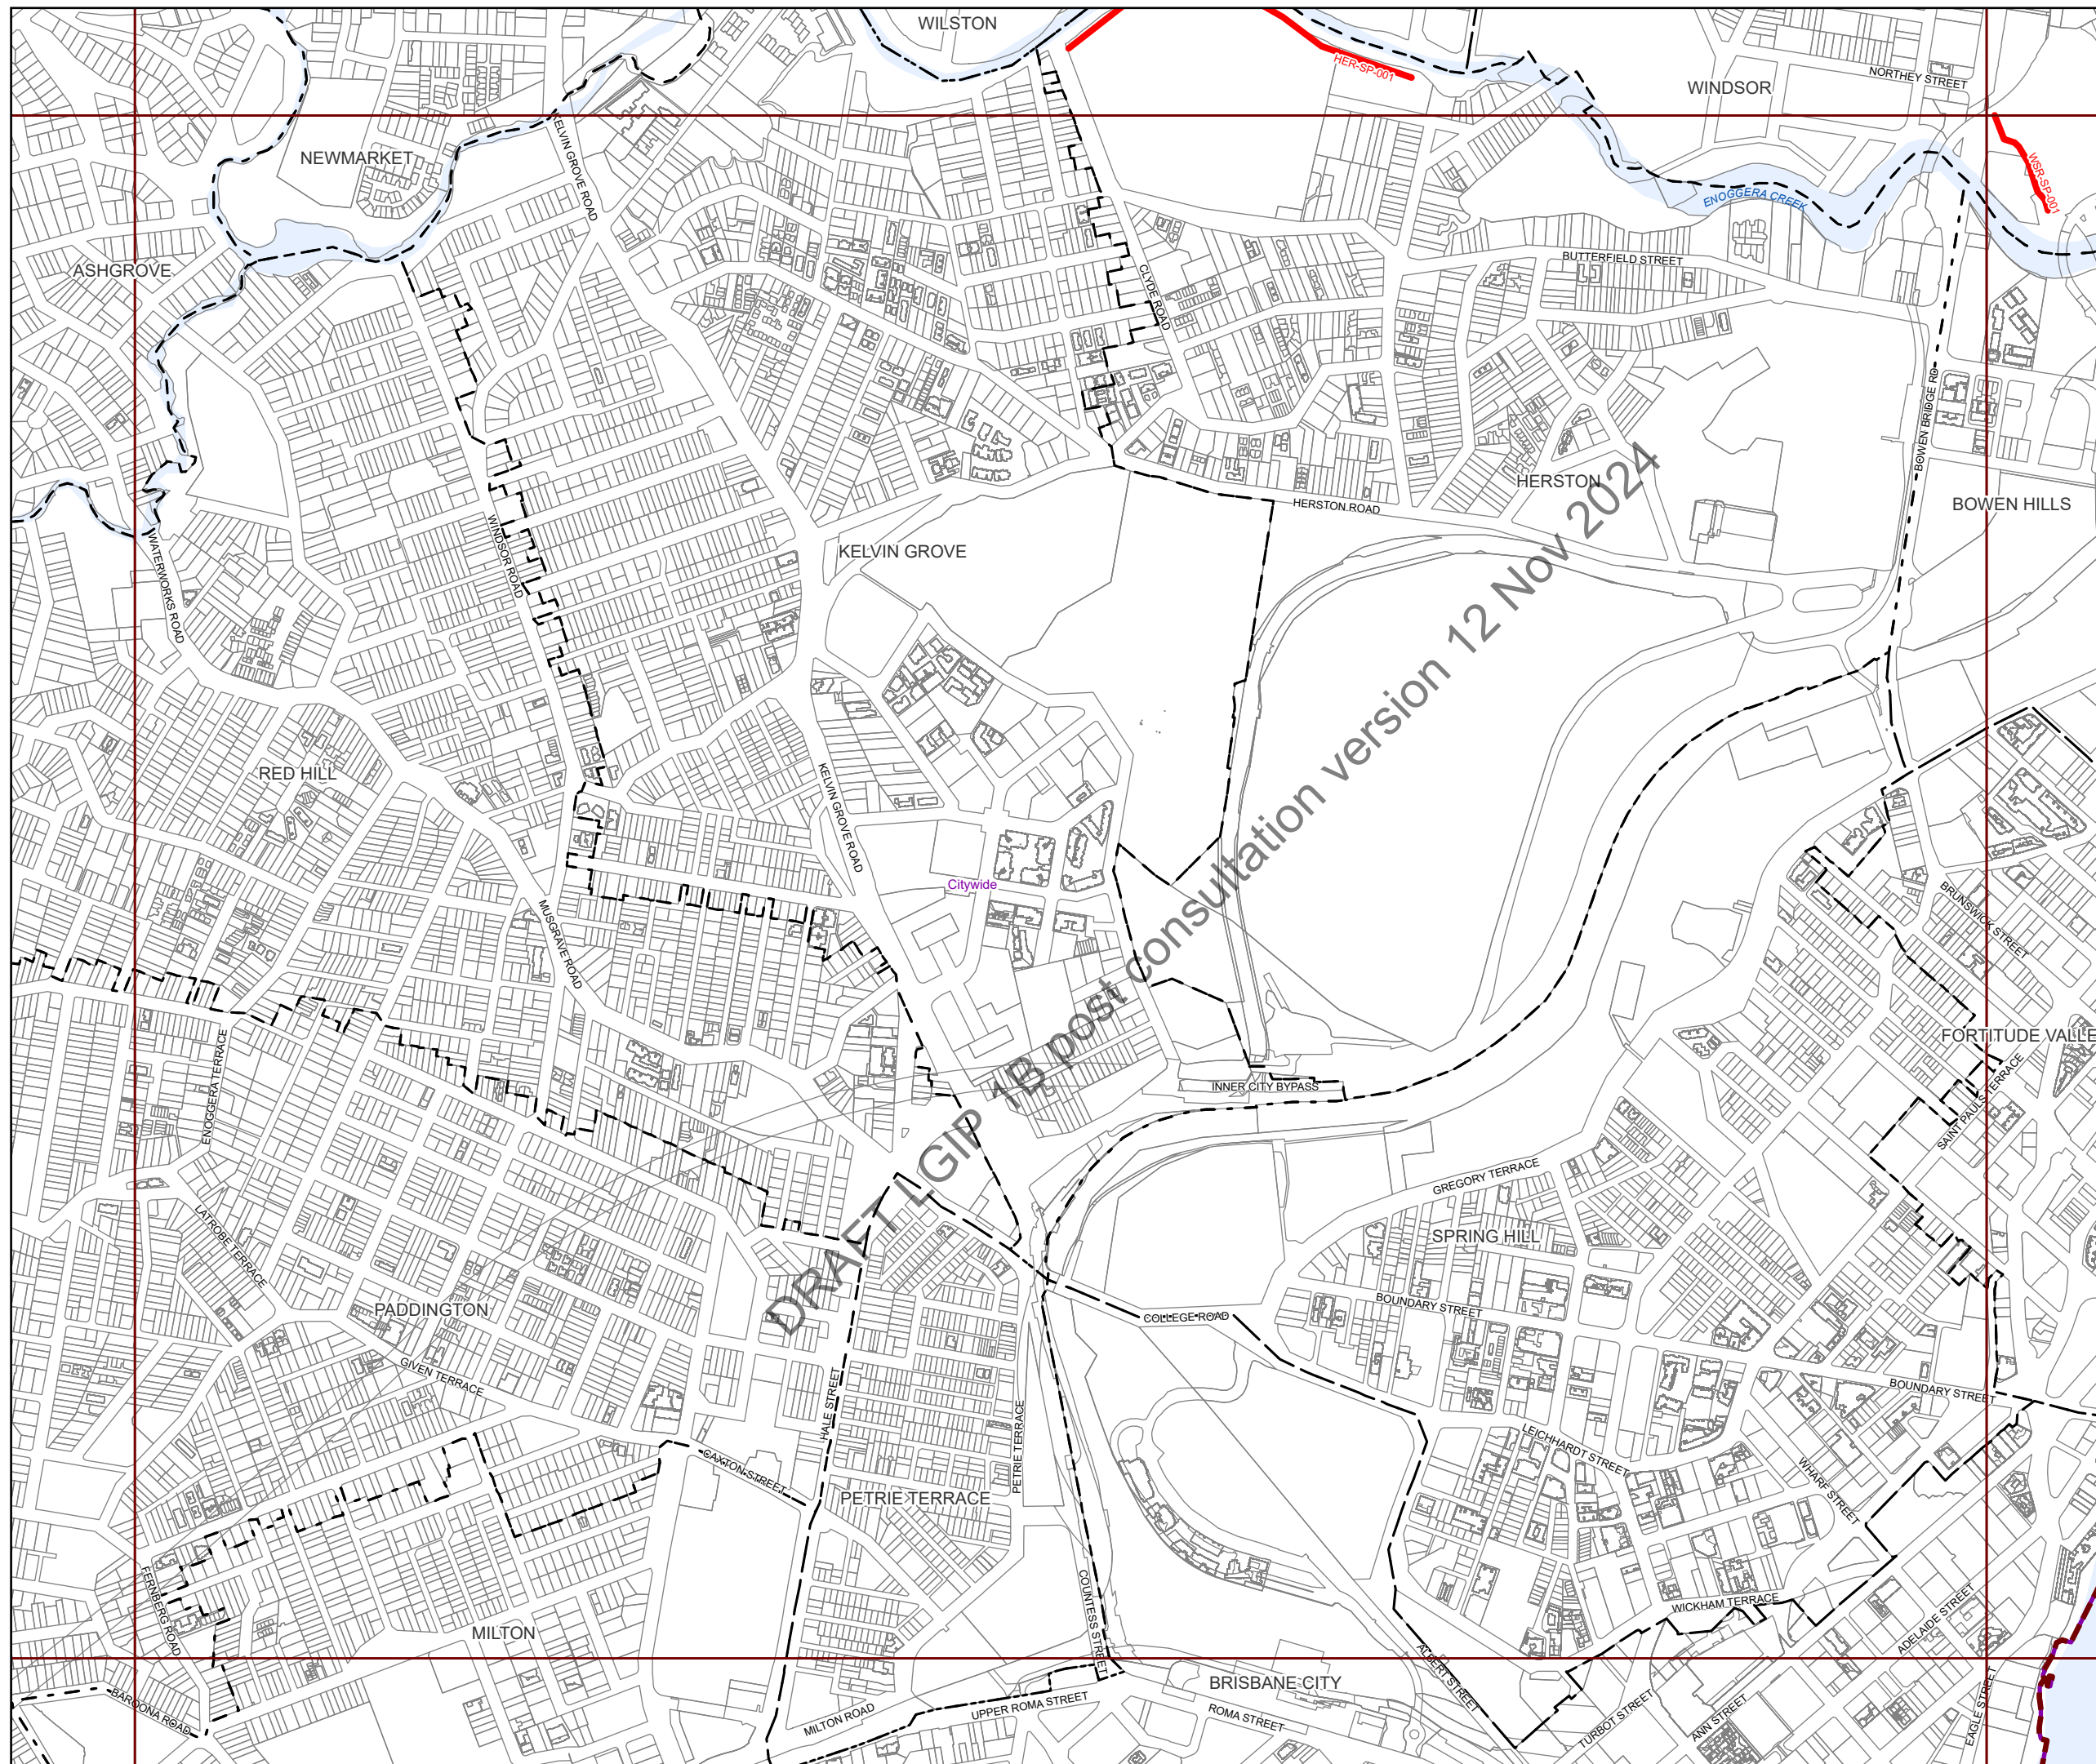 WILSTON
HER-SP-001
WINDSOR
NORTHEY STREET
NEWMARKET
KELVIN GROVE ROAD
WSR-SP-001
ENOGGERA CREEK
ASHGROVE
CLYDE ROAD
BUTTERFIELD STREET
BOWEN BRIDGE RD
HERSTON
HERSTON ROAD
BOWEN HILLS
WINDSOR ROAD
WATERWORKS ROAD
KELVIN GROVE
RED HILL
KELVIN GROVE ROAD
Citywide
MUSGRAVE ROAD
BRUNSWICK STREET
DRAFT LGIP 1B post consultation version 12 Nov 2024
FORTITUDE VALLE
ENOGGERA TERRACE
INNER CITY BYPASS
SAINT PAULS TERRACE
GREGORY TERRACE
LATROBE TERRACE
SPRING HILL
PADDINGTON
BOUNDARY STREET
COLLEGE ROAD
GIVEN TERRACE
HALE STREET
BOUNDARY STREET
PETRIE TERRACE
LEICHHARDT STREET
CAXTON STREET
WHARF STREET
PETRIE TERRACE
FERNBERG ROAD
COUNTESS STREET
WICKHAM TERRACE
ADELAIDE STREET
MILTON
ALBERT STREET
BRISBANE CITY
BAROONA ROAD
MILTON ROAD
UPPER ROMA STREET
ROMA STREET
TURBOT STREET
ANN STREET
EAGLE STREET